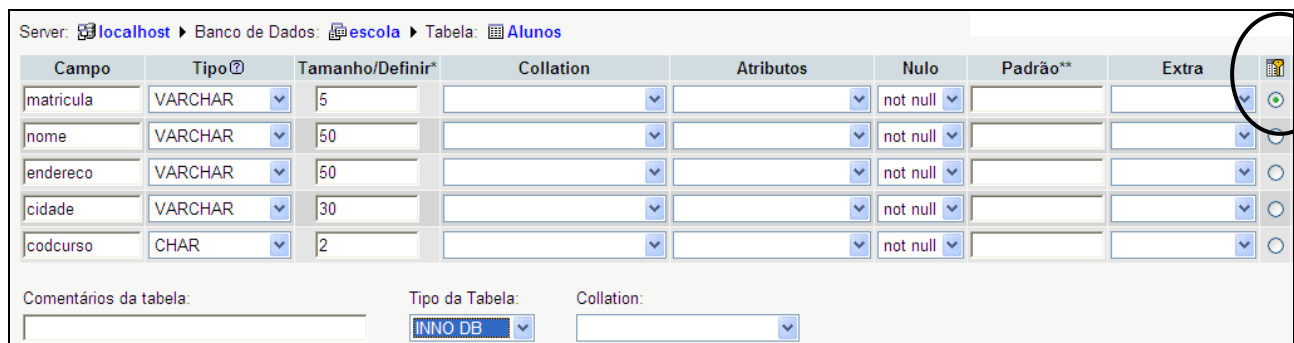 Server: localhost ▸ Banco de Dados: escola ▸ Tabela: Alunos
Campo Tipo Tamanho/Definir* Collation Atributos Nulo Padrão** Extra
matricula VARCHAR 5 not null
nome VARCHAR 50 not null
endereco VARCHAR 50 not null
cidade VARCHAR 30 not null
codcurso CHAR 2 not null
Comentários da tabela: Tipo da Tabela: Collation:
INNO DB